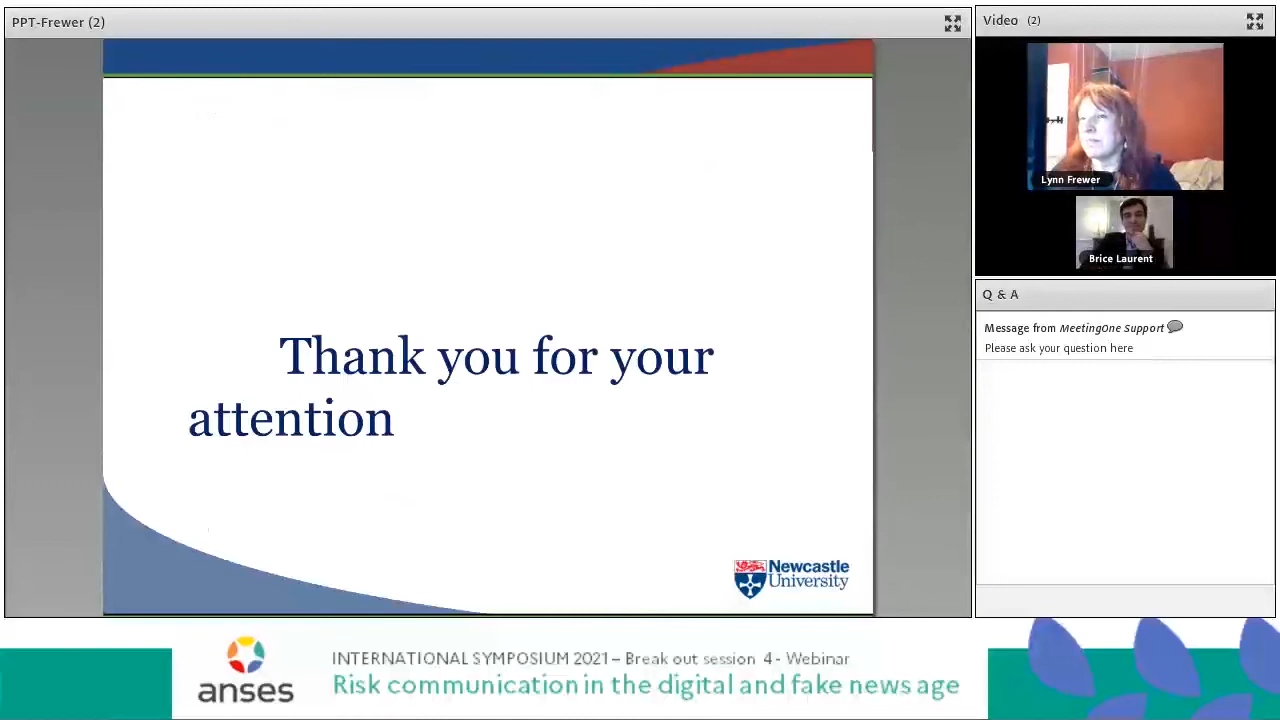 PPT-Frewer (2)
Thank you for your
attention
Newcastle
University
Video (2)
Lynn Frewer
Brice Laurent
Q & A
Message from MeetingOne Support
Please ask your question here
anses
INTERNATIONAL SYMPOSIUM 2021 – Break out session 4 - Webinar
Risk communication in the digital and fake news age